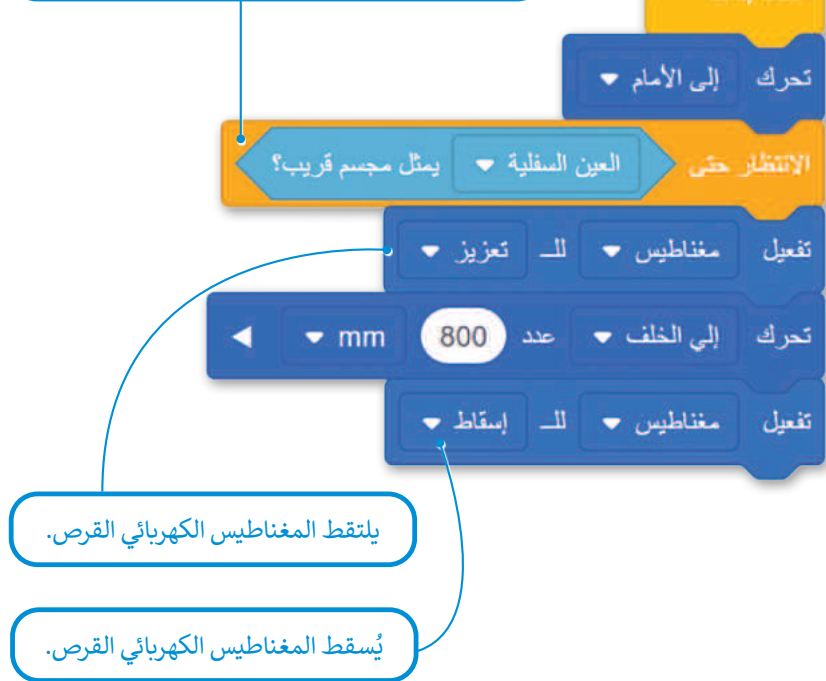 تحرك إلى الأمام
الانتظار حتى العين السفلية يمثل مجسم قريب؟
تفعيل مغناطيس للـ تعزيز
تحرك إلي الخلف عدد 800 mm
تفعيل مغناطيس للـ إسقاط
يلتقط المغناطيس الكهربائي القرص.
يُسقط المغناطيس الكهربائي القرص.